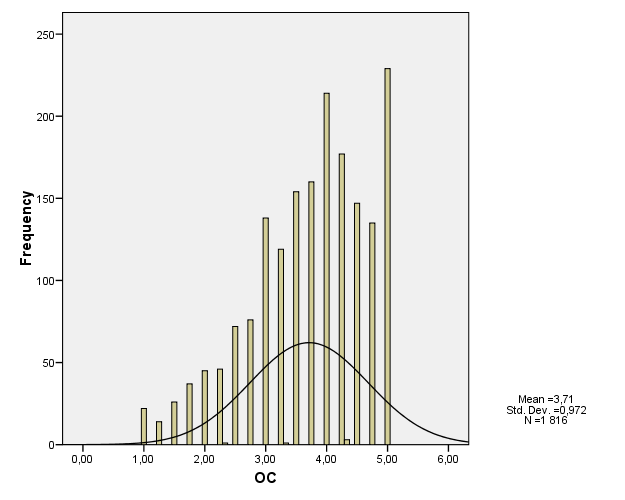 250
200
150
100
50
0
Frequency
0,00 1,00 2,00 3,00 4,00 5,00 6,00
OC
Mean =3,71
Std. Dev. =0,972
N =1 816